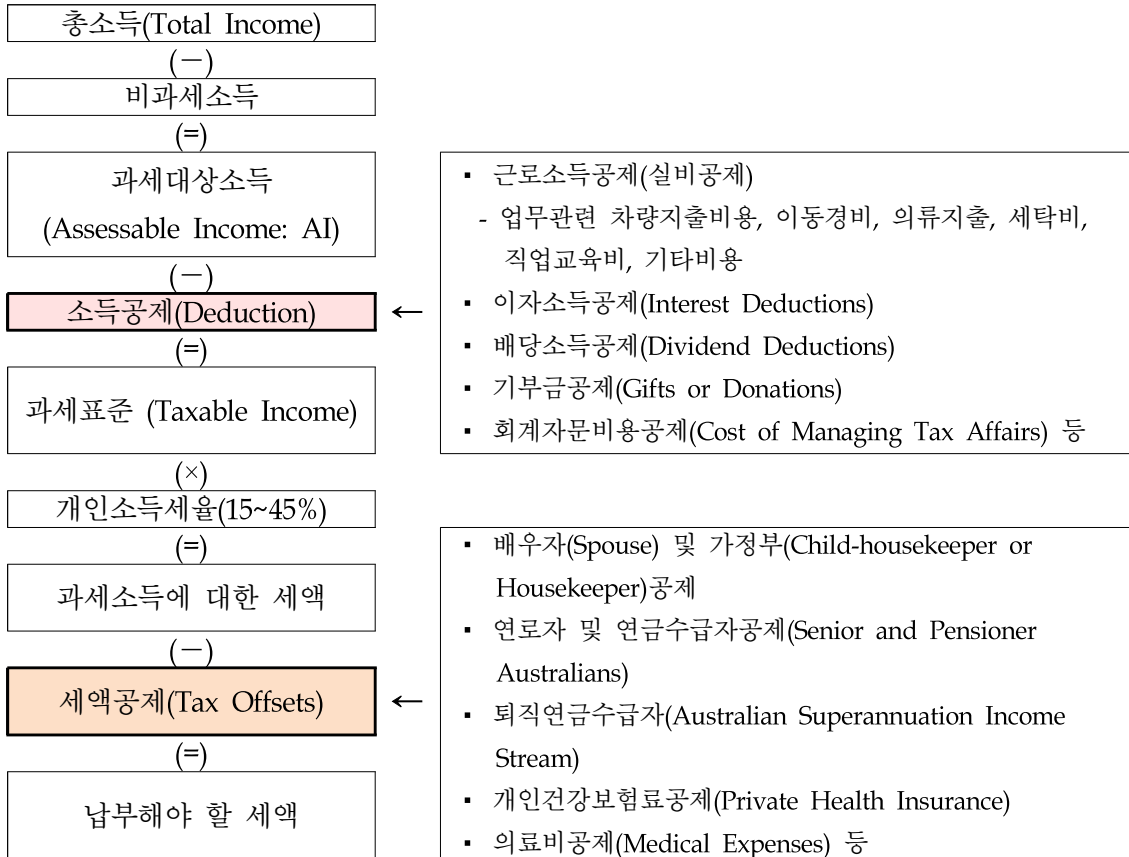 총소득(Total Income)
(－)
비과세소득
(=)
과세대상소득
(Assessable Income: AI)
(－)
소득공제(Deduction)
(=)
과세표준 (Taxable Income)
(×)
개인소득세율(15~45%)
(=)
과세소득에 대한 세액
(－)
세액공제(Tax Offsets)
(=)
납부해야 할 세액
←
▪ 근로소득공제(실비공제)
- 업무관련 차량지출비용, 이동경비, 의류지출, 세탁비,
직업교육비, 기타비용
▪ 이자소득공제(Interest Deductions)
▪ 배당소득공제(Dividend Deductions)
▪ 기부금공제(Gifts or Donations)
▪ 회계자문비용공제(Cost of Managing Tax Affairs) 등
←
▪ 배우자(Spouse) 및 가정부(Child-housekeeper or
Housekeeper)공제
▪ 연로자 및 연금수급자공제(Senior and Pensioner
Australians)
▪ 퇴직연금수급자(Australian Superannuation Income
Stream)
▪ 개인건강보험료공제(Private Health Insurance)
▪ 의료비공제(Medical Expenses) 등